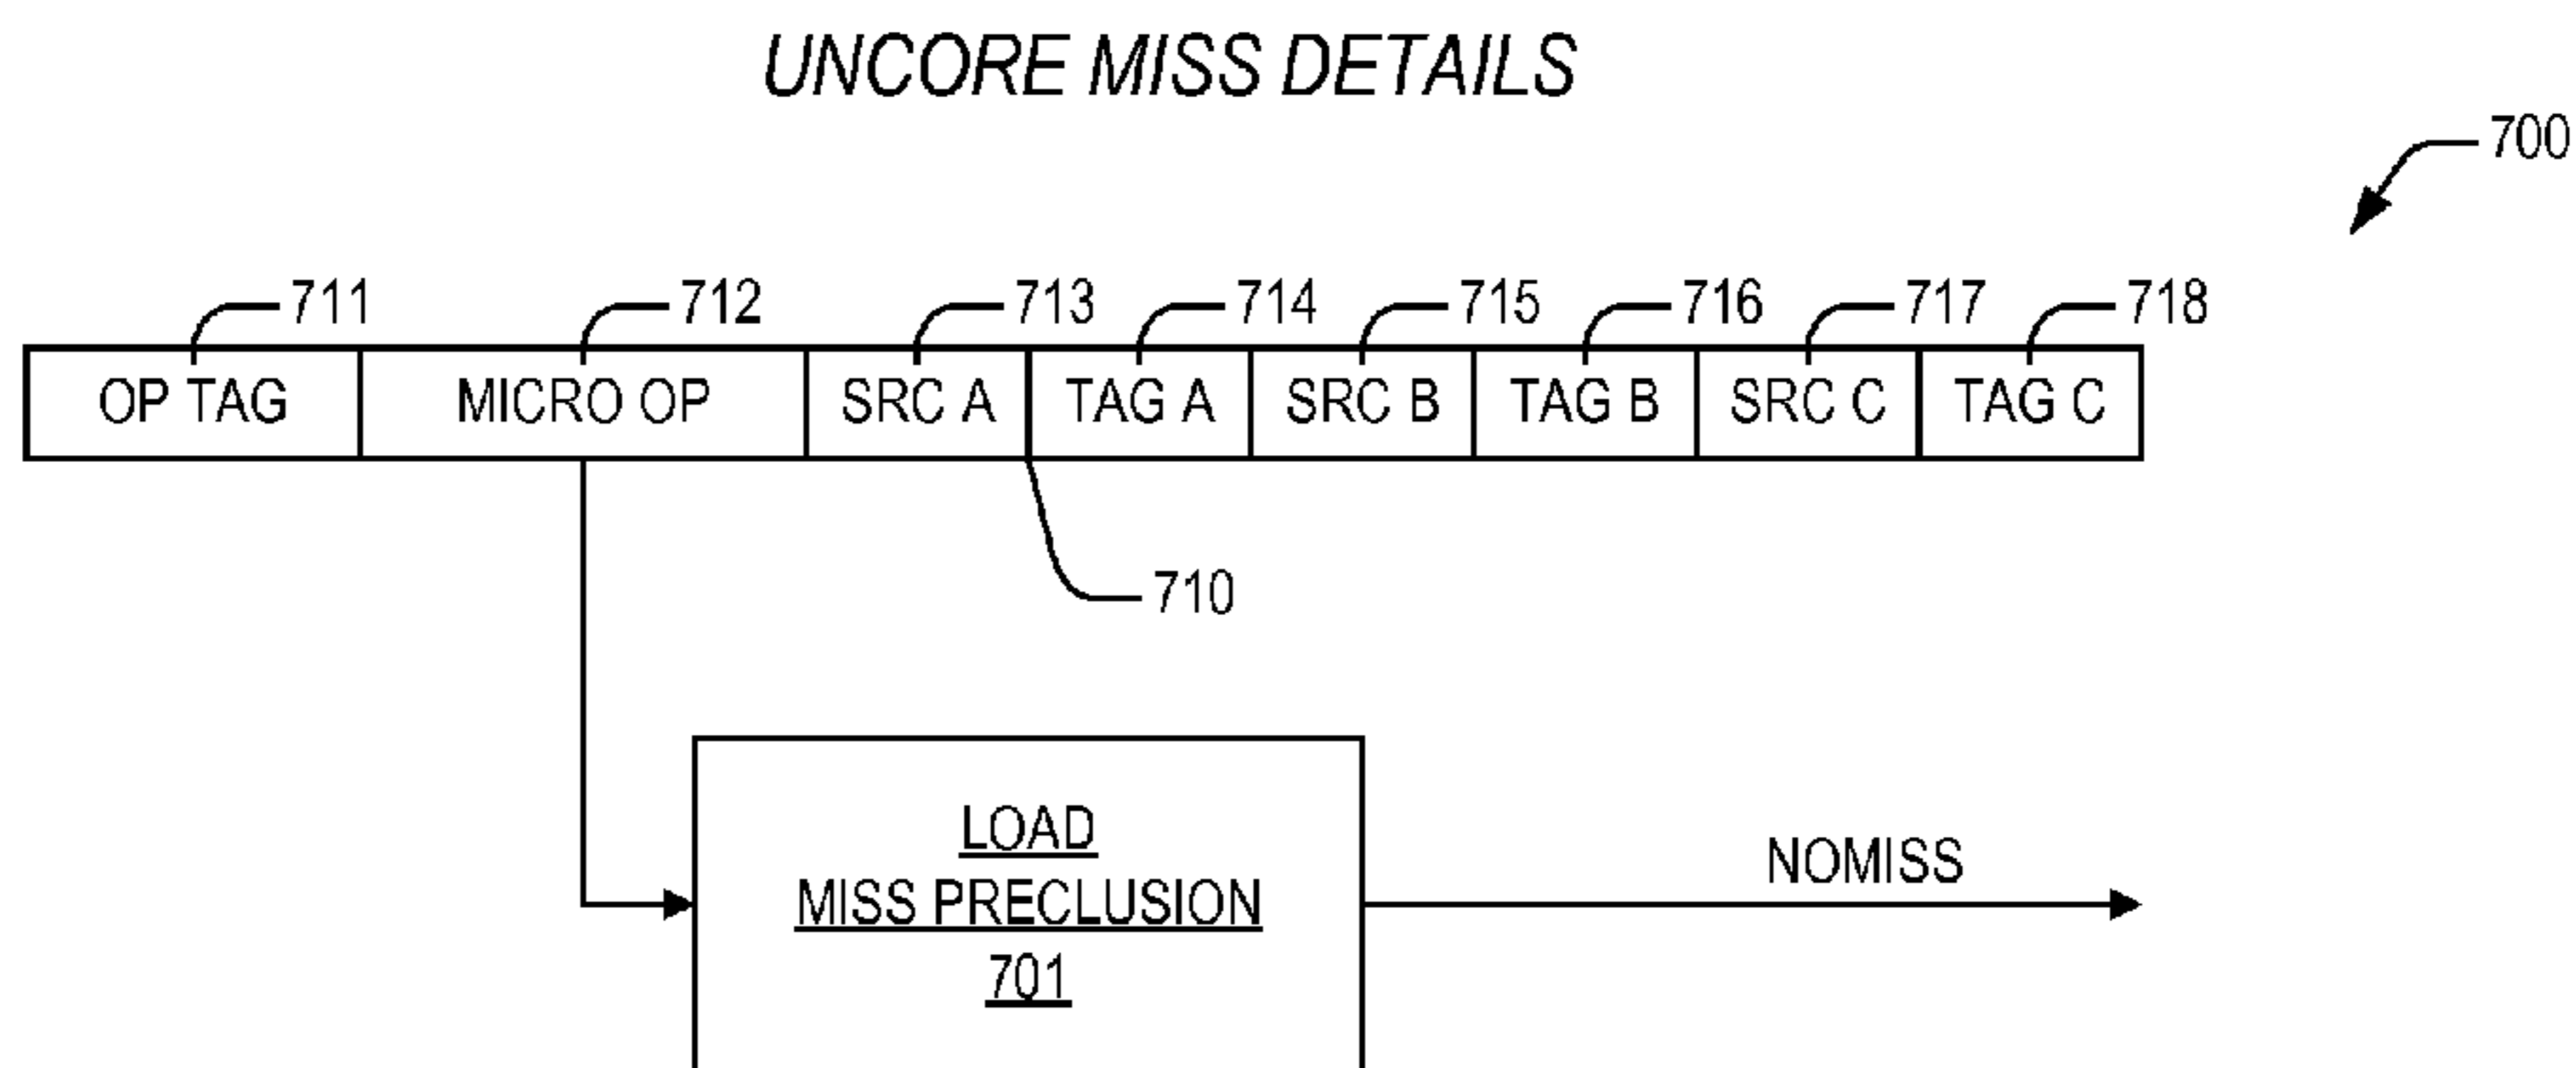 UNCORE MISS DETAILS
700
711 712 713 714 715 716 717 718
OP TAG MICRO OP SRC A TAG A SRC B TAG B SRC C TAG C
710
LOAD
MISS PRECLUSION
701
NOMISS